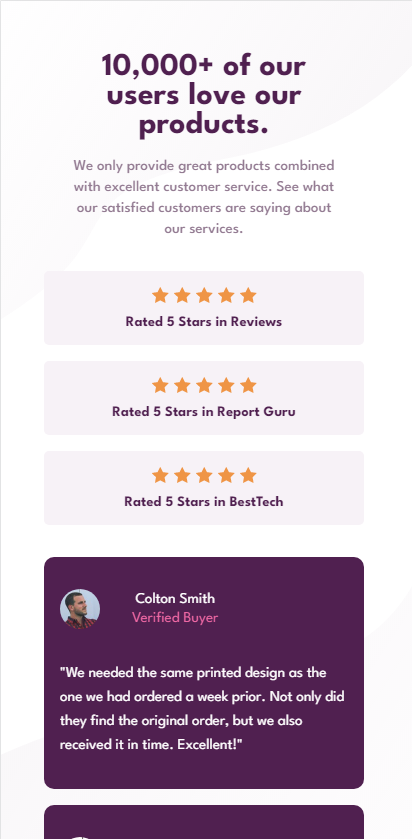 10,000+ of our
users love our
products.
We only provide great products combined
with excellent customer service. See what
our satisfied customers are saying about
our services.
Rated 5 Stars in Reviews
Rated 5 Stars in Report Guru
Rated 5 Stars in BestTech
Colton Smith
Verified Buyer
"We needed the same printed design as the
one we had ordered a week prior. Not only did
they find the original order, but we also
received it in time. Excellent!"